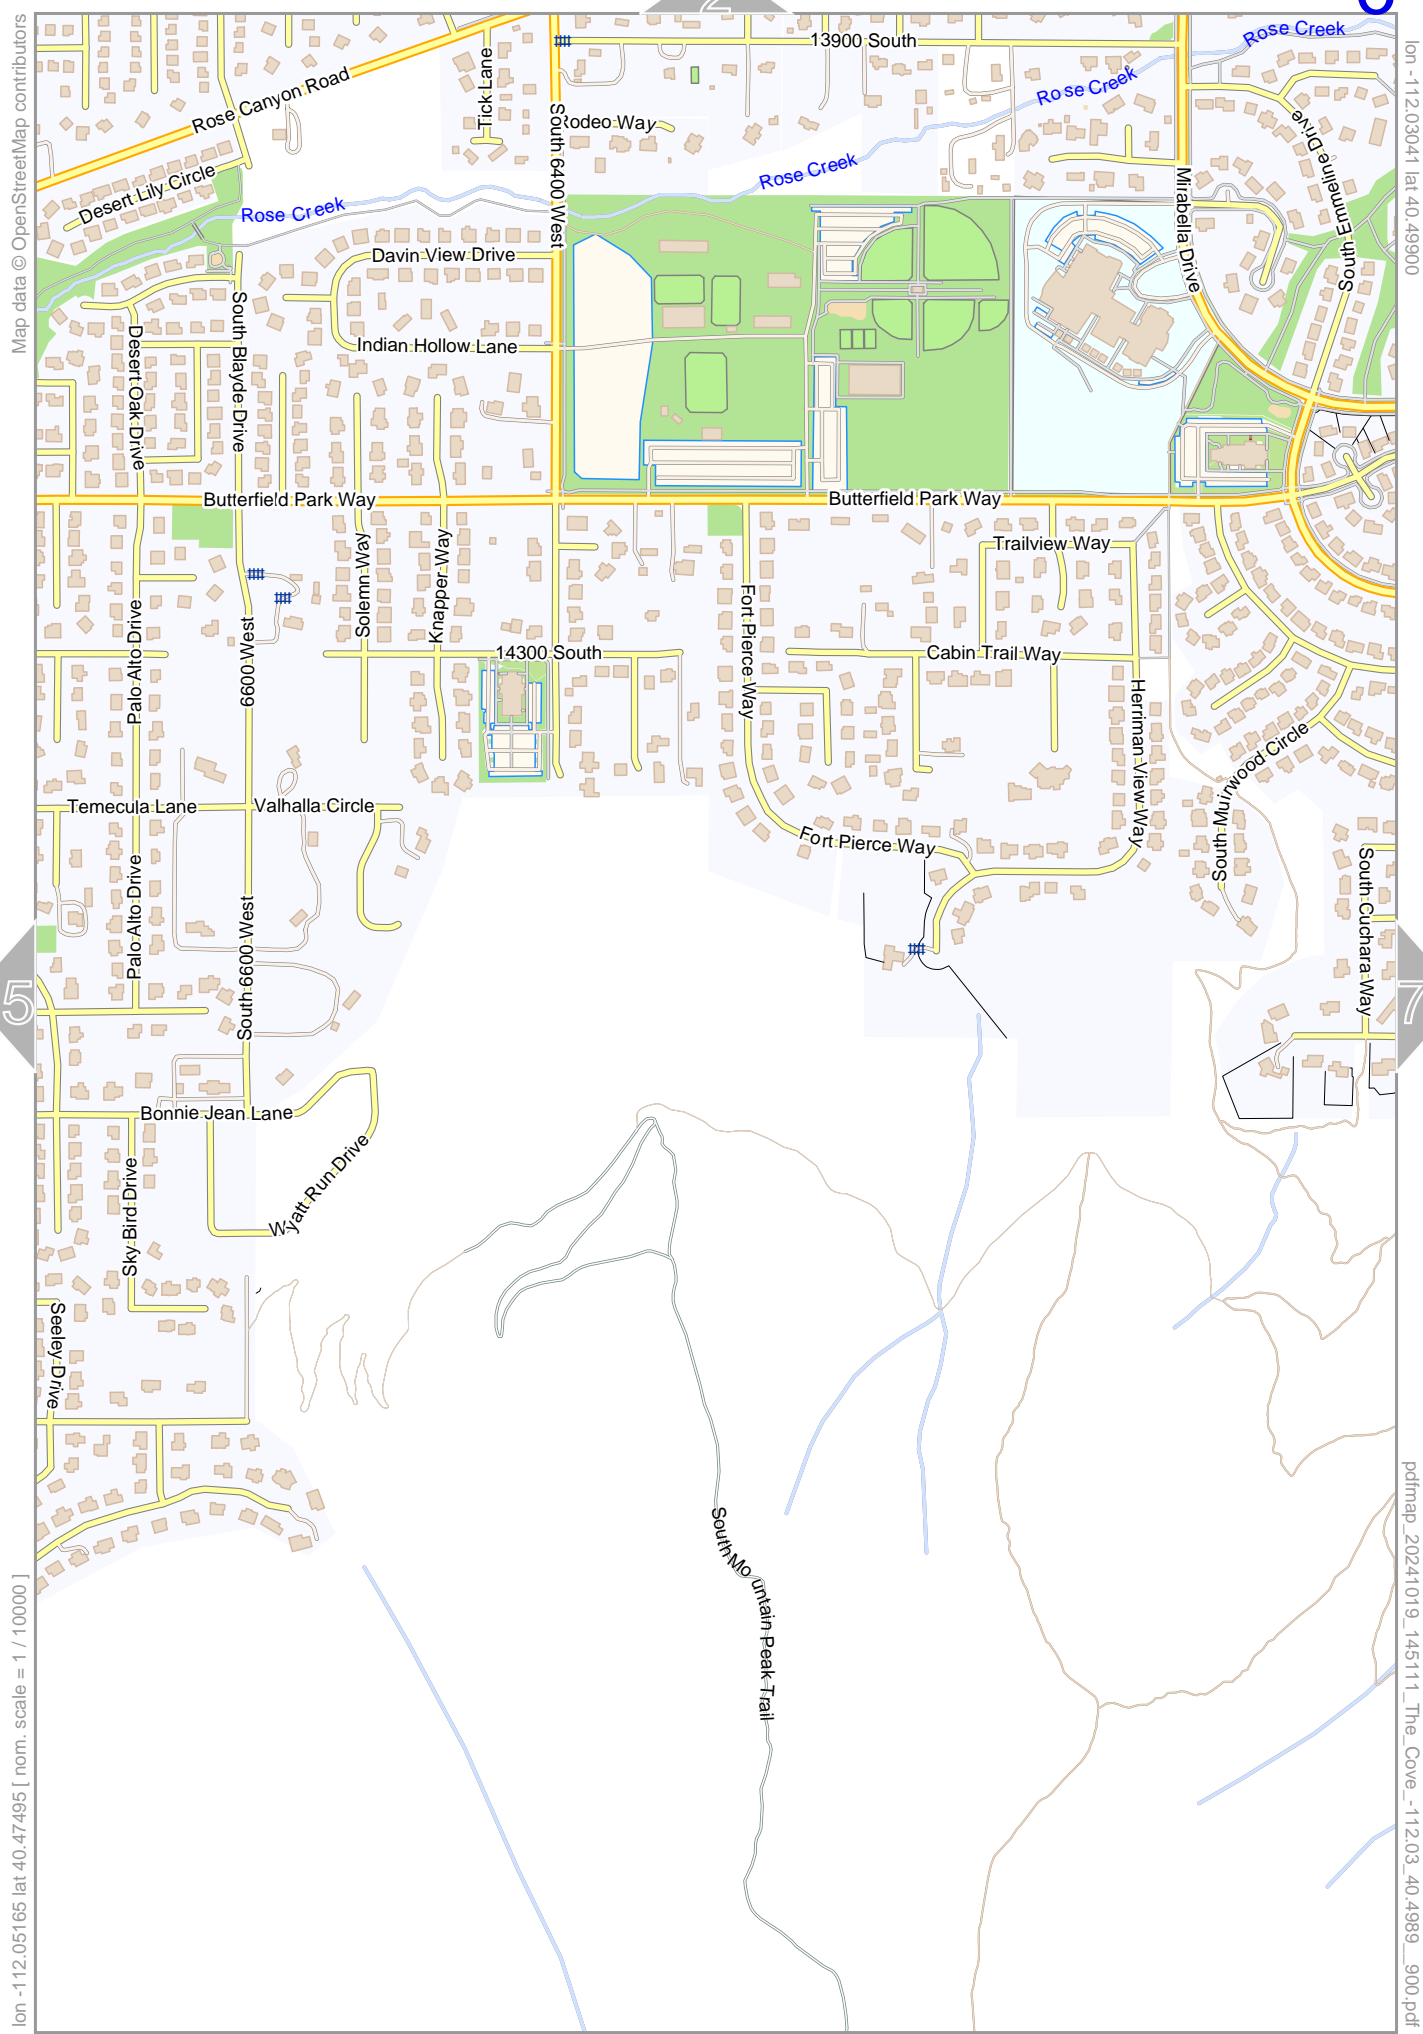 2
Map data © OpenStreetMap contributors
lon -112.03041 lat 40.49900
Rose Creek
13900 South
Rose Canyon Road
Tick Lane
Rose Creek
South 6400 West
Rodeo Way
South Emmeline Drive
Rose Creek
Mirabella Drive
Desert Lily Circle
Rose Creek
Davin View Drive
South Blayde Drive
Desert Oak Drive
Indian Hollow Lane
Butterfield Park Way
Butterfield Park Way
Solemn Way
Knapper Way
Trailview Way
Fort Pierce Way
Palo Alto Drive
6600 West
14300 South
Cabin Trail Way
Herriman View Way
South Muirwood Circle
Temecula Lane
Valhalla Circle
Fort Pierce Way
Palo Alto Drive
South 6600 West
South Cuchara Way
5
7
Bonnie Jean Lane
Wyatt Run Drive
Sky Bird Drive
Seeley Drive
South Mountain Peak Trail
lon -112.05165 lat 40.47495 [ nom. scale = 1 / 10000 ]
pdfmap_20241019_145111_The_Cove_-112.03_40.4989__900.pdf